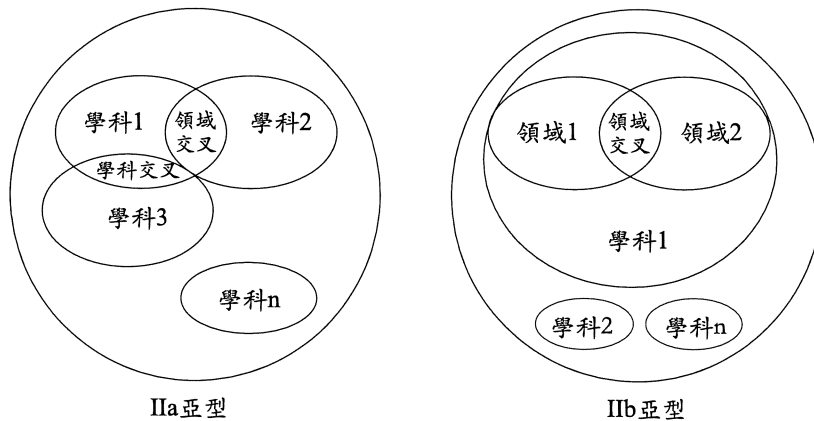 學科1
領域
交叉
學科2
學科交叉
學科3
學科n
IIa亞型
領域1
領域
交叉
領域2
學科1
學科2
學科n
IIb亞型